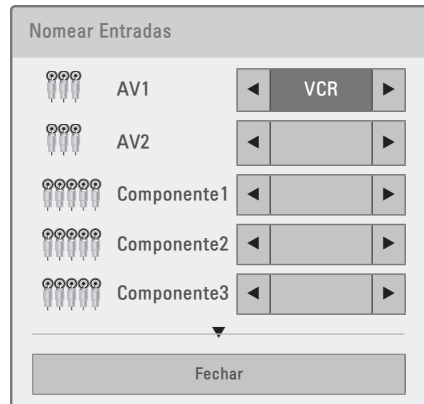 Nomear Entradas
AV1 VCR
AV2
Componente1
Componente2
Componente3
Fechar